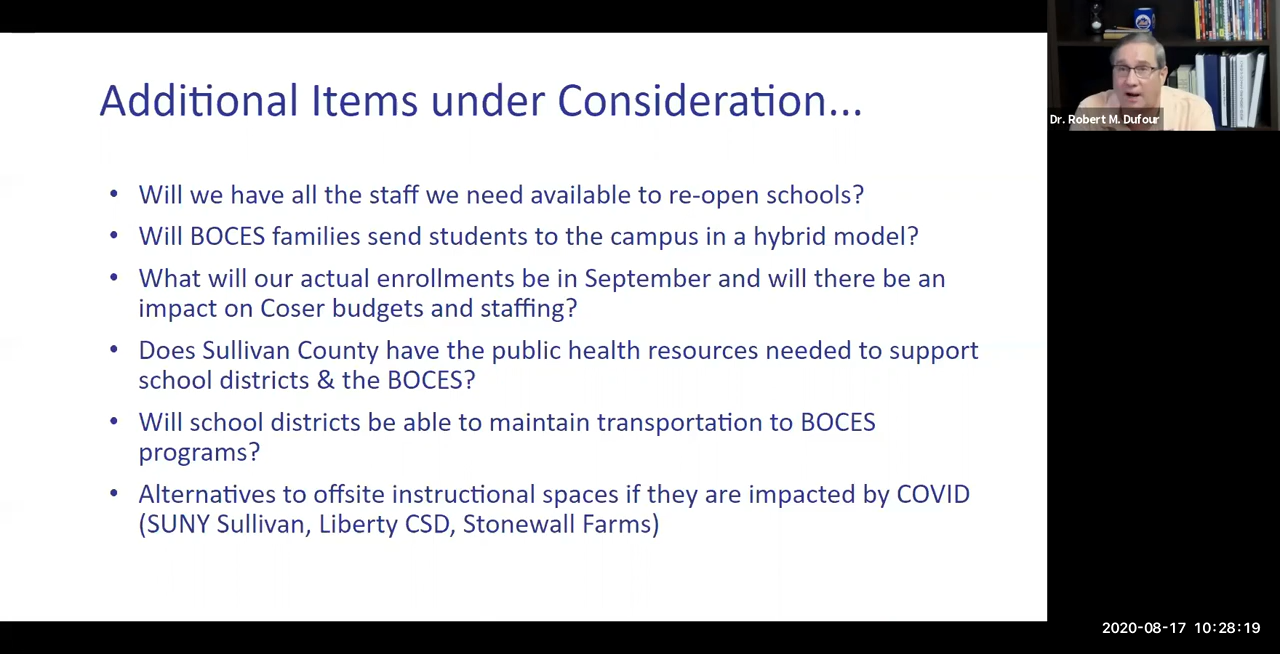 Additional Items under Consideration...
• Will we have all the staff we need available to re-open schools?
• Will BOCES families send students to the campus in a hybrid model?
• What will our actual enrollments be in September and will there be an
impact on Coser budgets and staffing?
• Does Sullivan County have the public health resources needed to support
school districts & the BOCES?
• Will school districts be able to maintain transportation to BOCES
programs?
• Alternatives to offsite instructional spaces if they are impacted by COVID
(SUNY Sullivan, Liberty CSD, Stonewall Farms)
Dr. Robert M. Dufour
2020-08-17 10:28:19